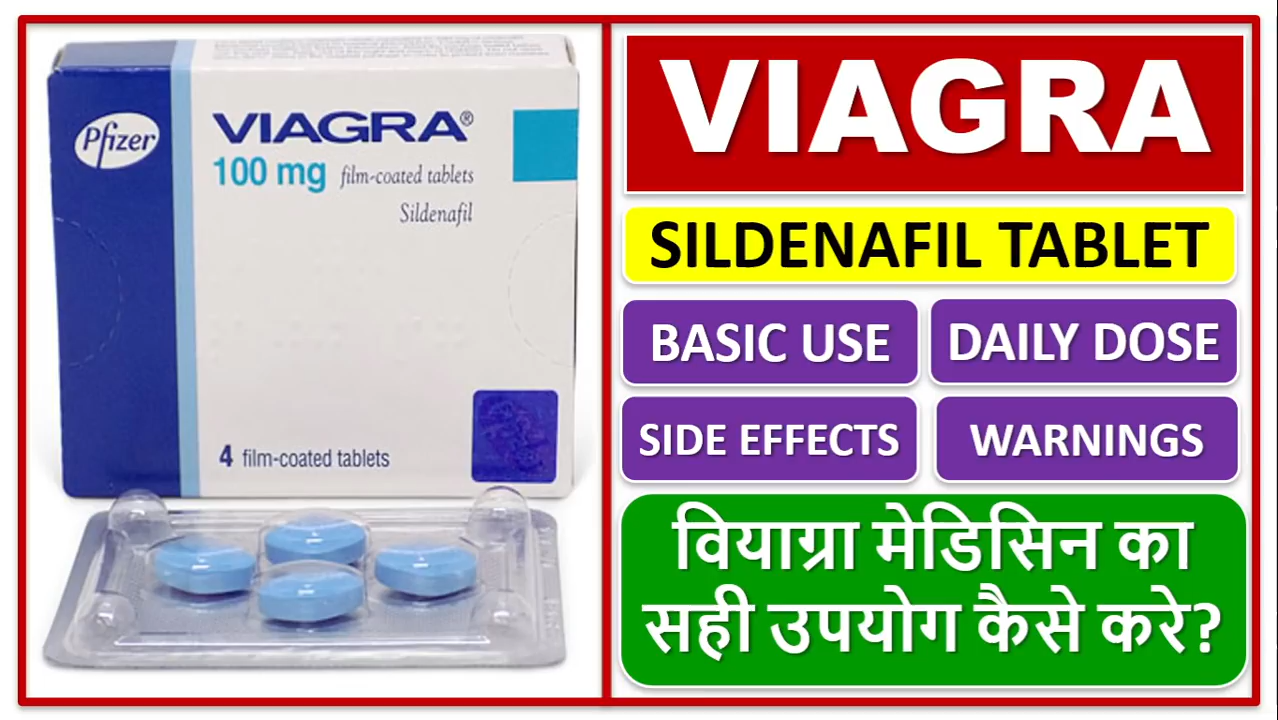 Pfizer
VIAGRA®
100 mg film-coated tablets
Sildenafil
4 film-coated tablets
VIAGRA
SILDENAFIL TABLET
BASIC USE
DAILY DOSE
SIDE EFFECTS
WARNINGS
वियाग्रा मेडिसिन का
सही उपयोग कैसे करे?